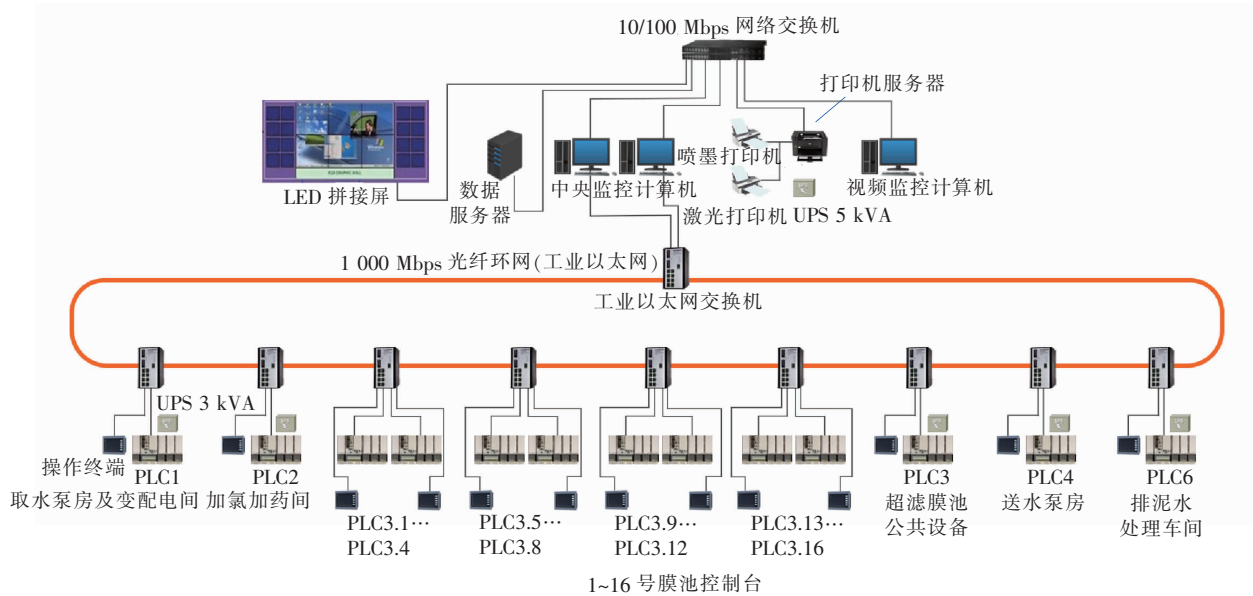 10/100 Mbps 网络交换机
打印机服务器
喷墨打印机
LED 拼接屏
数据
服务器
中央监控计算机
激光打印机 UPS 5 kVA
视频监控计算机
1 000 Mbps 光纤环网(工业以太网)
工业以太网交换机
UPS 3 kVA
操作终端
PLC1
取水泵房及变配电间
PLC2
加氯加药间
PLC3.1…
PLC3.4
PLC3.5…
PLC3.8
PLC3.9…
PLC3.12
PLC3.13…
PLC3.16
PLC3
超滤膜池
公共设备
PLC4
送水泵房
PLC6
排泥水
处理车间
1~16 号膜池控制台